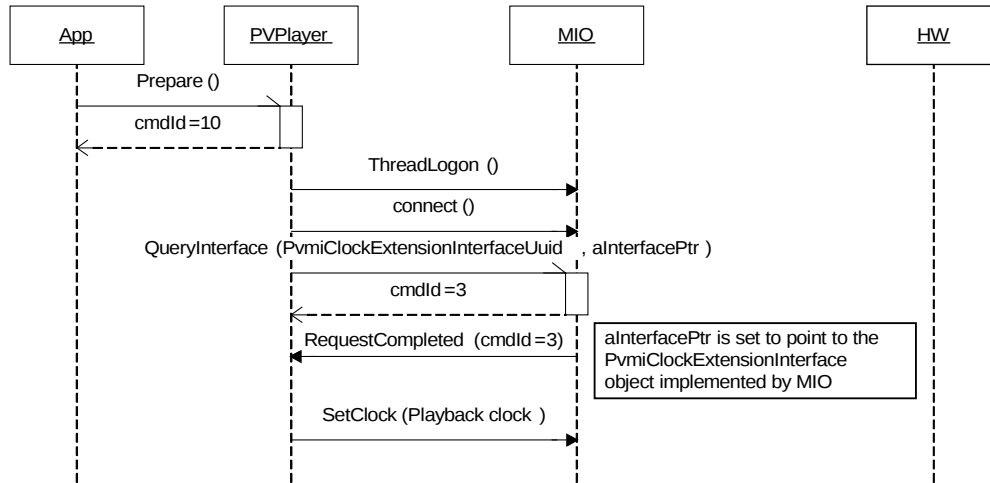 App PVPlayer MIO HW
Prepare ()
cmdId =10
ThreadLogon ()
connect ()
QueryInterface (PvmiClockExtensionInterfaceUuid , aInterfacePtr )
cmdId =3
RequestCompleted (cmdId =3)
aInterfacePtr is set to point to the
PvmiClockExtensionInterface
object implemented by MIO
SetClock (Playback clock )